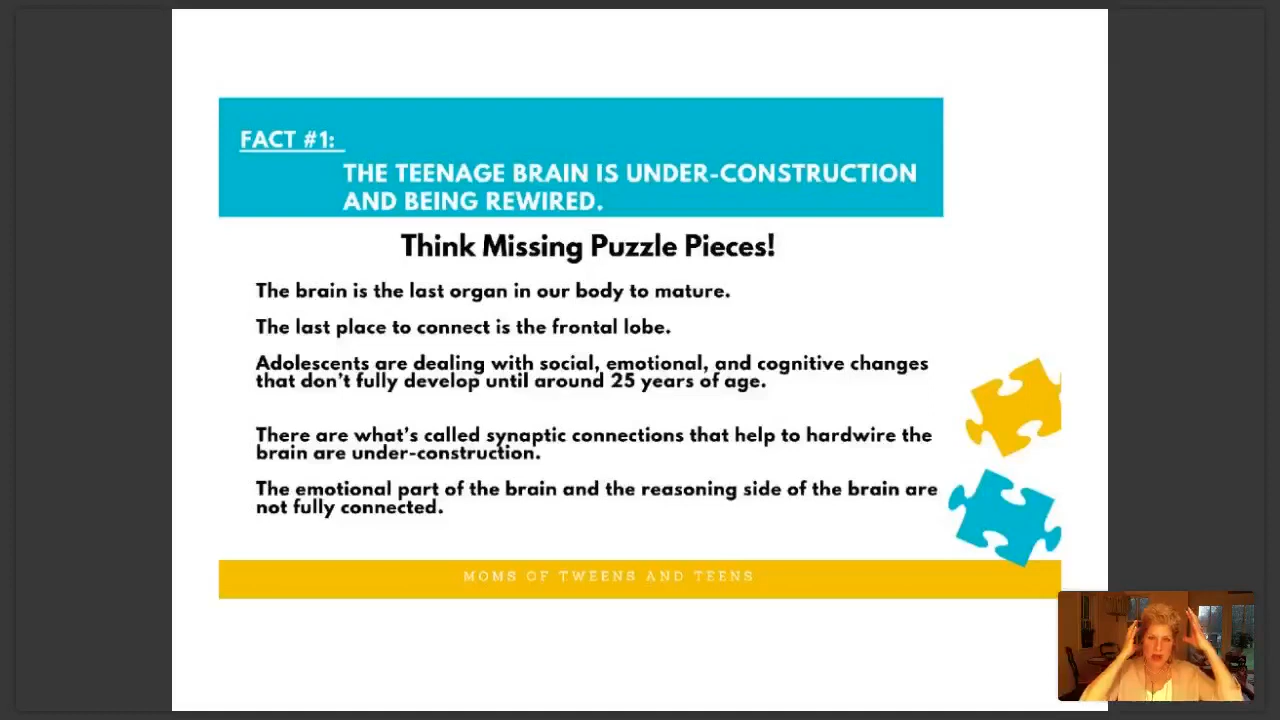 FACT #1:
THE TEENAGE BRAIN IS UNDER-CONSTRUCTION
AND BEING REWIRED.
Think Missing Puzzle Pieces!
The brain is the last organ in our body to mature.
The last place to connect is the frontal lobe.
Adolescents are dealing with social, emotional, and cognitive changes
that don't fully develop until around 25 years of age.
There are what's called synaptic connections that help to hardwire the
brain are under-construction.
The emotional part of the brain and the reasoning side of the brain are
not fully connected.
MOMS OF TWEENS AND TEENS